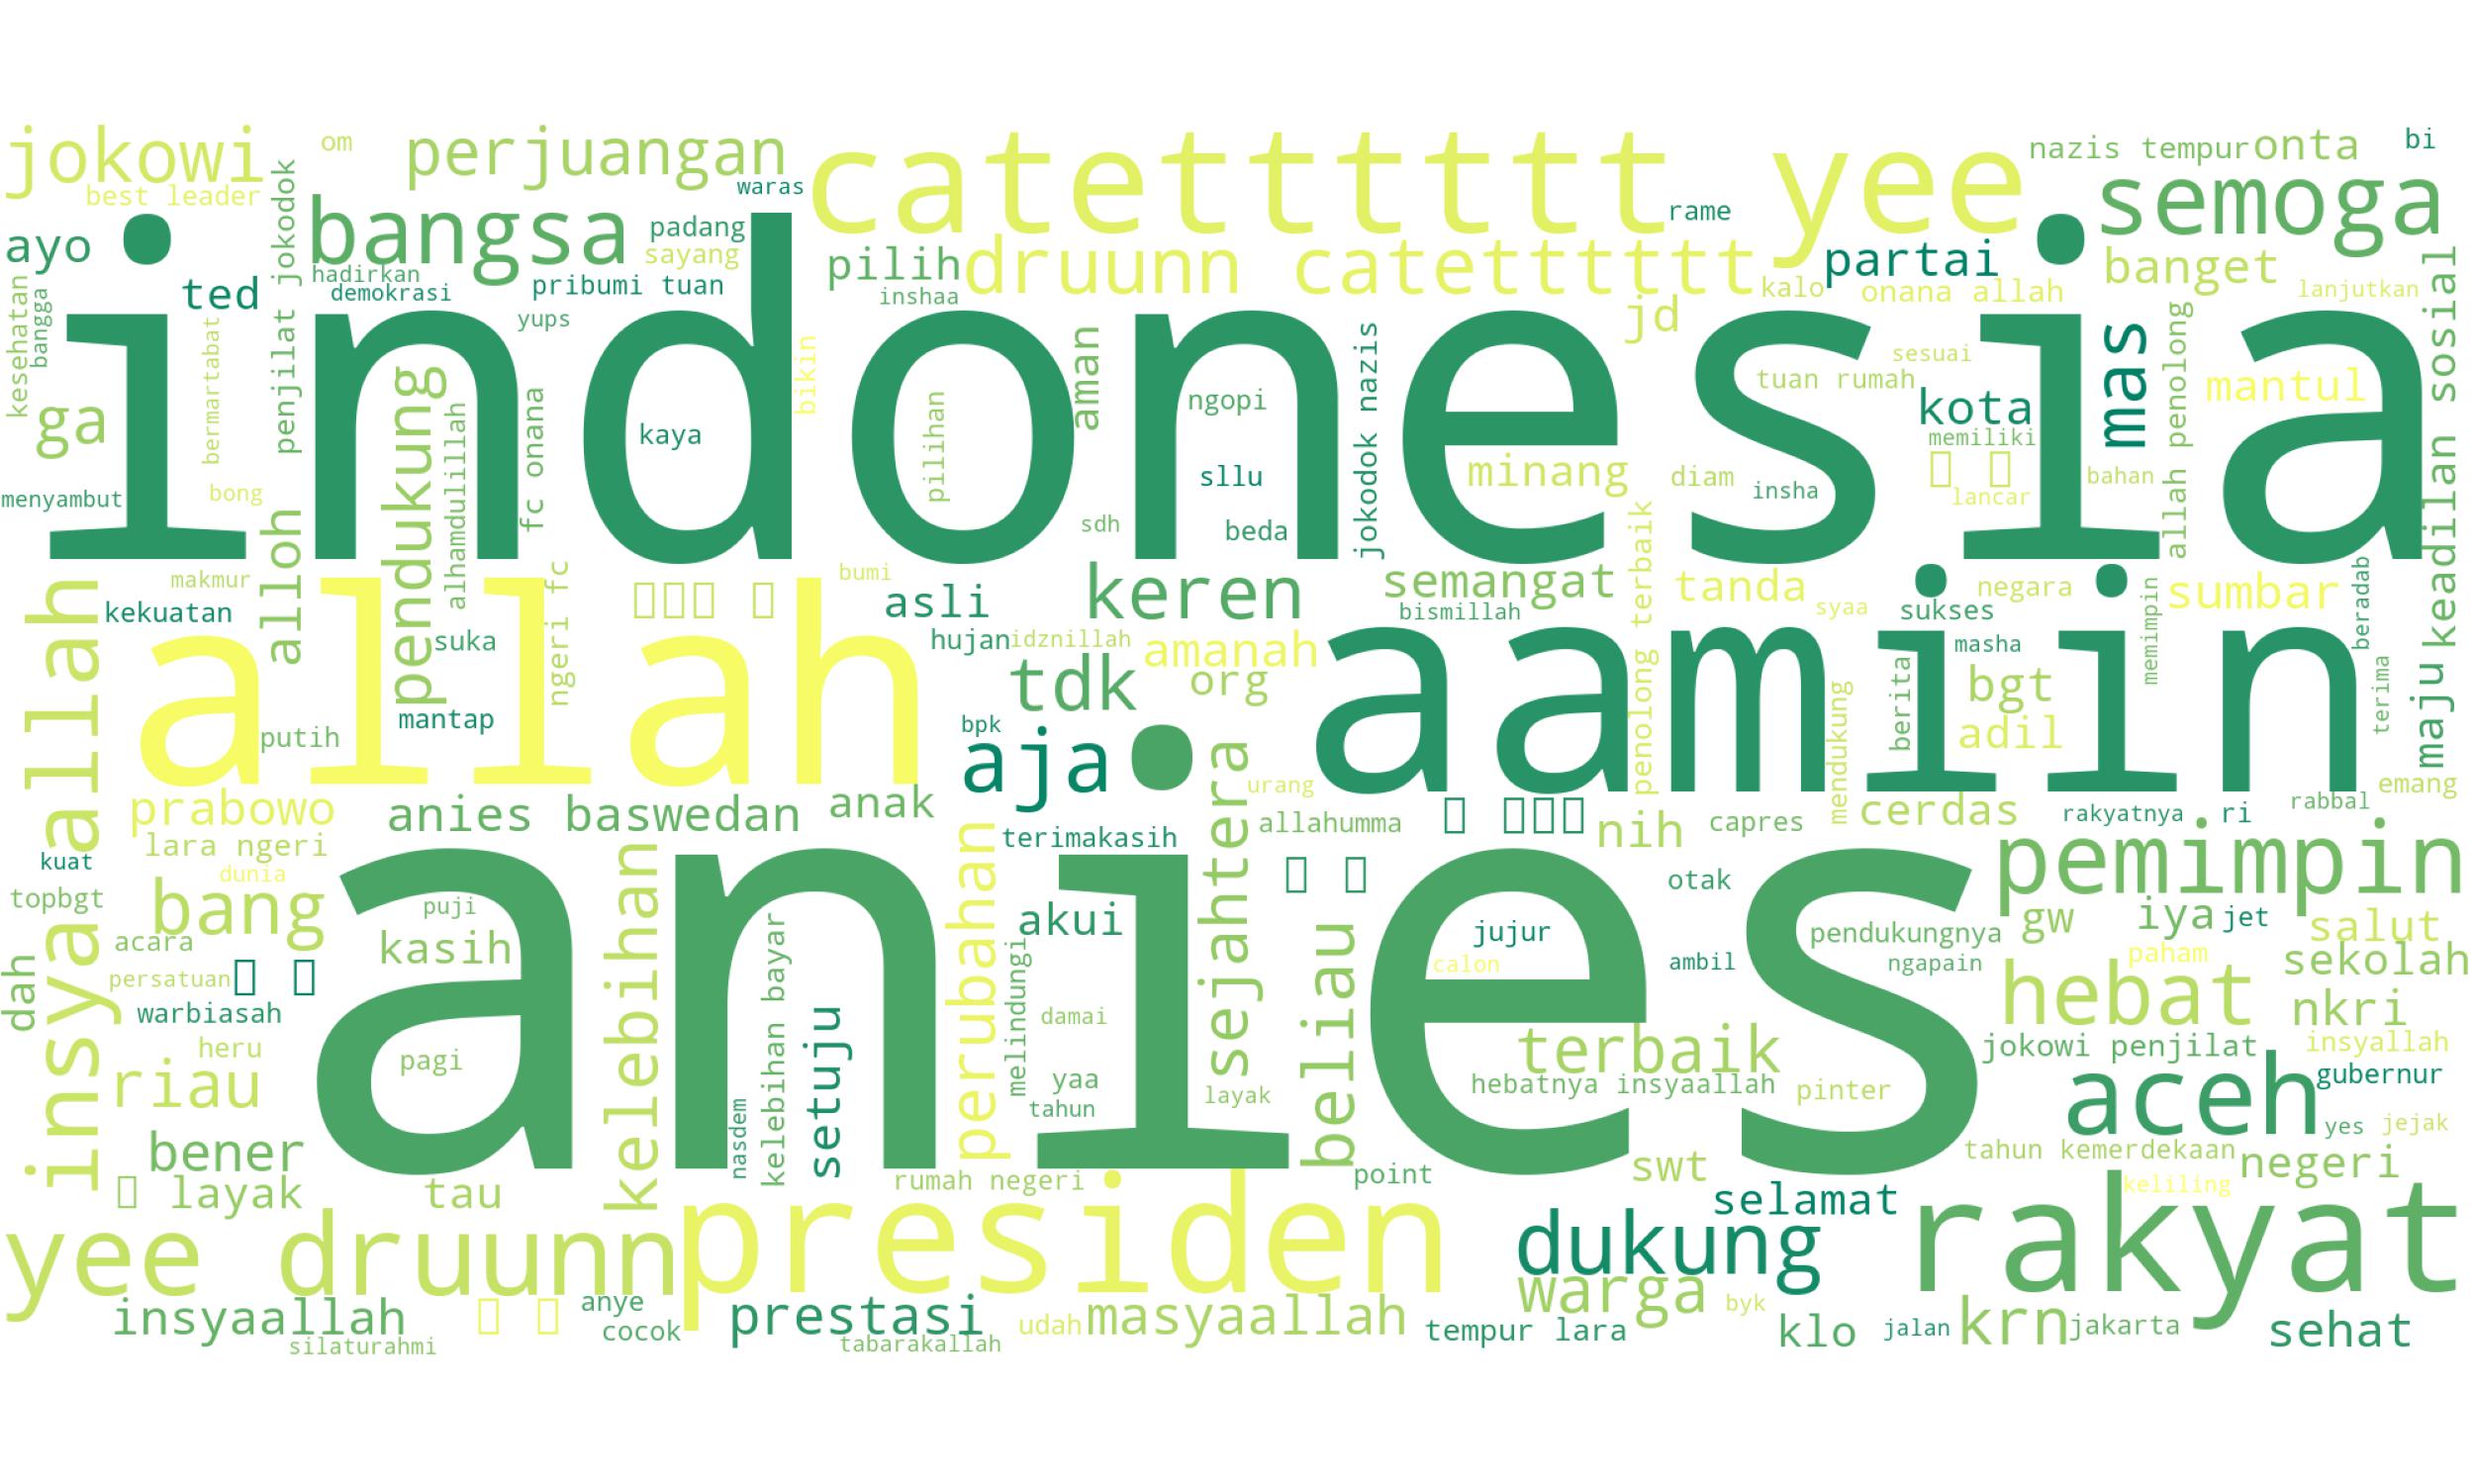 jokowi
om
perjuangan
catettttttt yee
nazis tempur
onta
bi
best leader
penjilat jokodok
waras
bangsa
padang
sayang
rame
semoga
ayo
hadirkan
demokrasi
pribumi tuan
pilih
inshaa
druunn catettttttt
partai
banget
kalo
onana allah
lanjutkan
ted
kesehatan
bangga
yups
jd
indonesia
bermartabat
bikin
aman
jokodok nazis
sesuai
tuan rumah
mas
allah penolong
mantul
keadilan sosial
ga
pendukung
alhamdulillah
fc onana
kaya
pilihan
ngopi
kota
memiliki
minang
diam
insha
sllu
lancar
bahan
menyambut
bong
alloh
sdh
beda
makmur
bumi
keren
semangat
bismillah
penolong terbaik
tanda
syaa
negara
sukses
sumbar
memimpin
beradab
kekuatan
asli
insyaa allah
allah
suka
ngeri fc
hujan
idznillah
amanah
aamiin
masha
tdk
org
bgt
berita
adil
terima
maju
mantap
putih
bpk
aja
sejahtera
urang
mendukung
emang
prabowo
anies baswedan
anak
terimakasih
allahumma
nih
capres
cerdas
rakyatnya
ri
rabbal
lara ngeri
kuat
dunia
topbgt
bang
puji
anies
kelebihan
perubahan
otak
pemimpin
akui
jujur
pendukungnya
gw
iya
jet
salut
acara
kasih
kelebihan bayar
melindungi
beliau
calon
ambil
ngapain
paham
sekolah
persatuan
dah
warbiasah
setuju
damai
hebat
nkri
heru
terbaik
jokowi penjilat
insyallah
pagi
riau
yaa
hebatnya insyaallah
pinter
aceh
gubernur
layak
tahun
nasdem
yes
jejak
bener
tahun kemerdekaan
negeri
layak
tau
rumah negeri
point
swt
selamat
keliling
yee druunn
presiden
dukung
rakyat
warga
insyaallah
anye
cocok
prestasi
udah
masyaallah
byk
tempur lara
klo
jalan
krn
jakarta
sehat
silaturahmi
tabarakallah